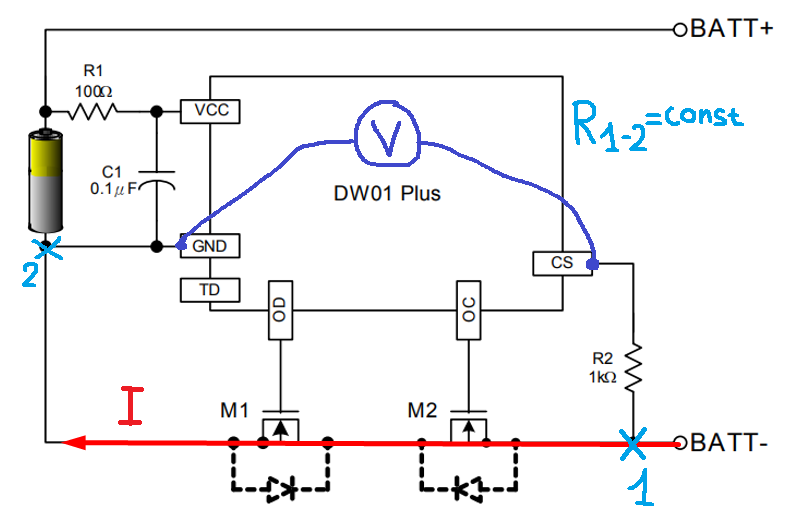 BATT+
R1
100Ω
VCC
V
R1-2=const
C1
0.1μF
DW01 Plus
GND
2
CS
TD
OD
OC
R2
1kΩ
I
M1
M2
BATT-
1